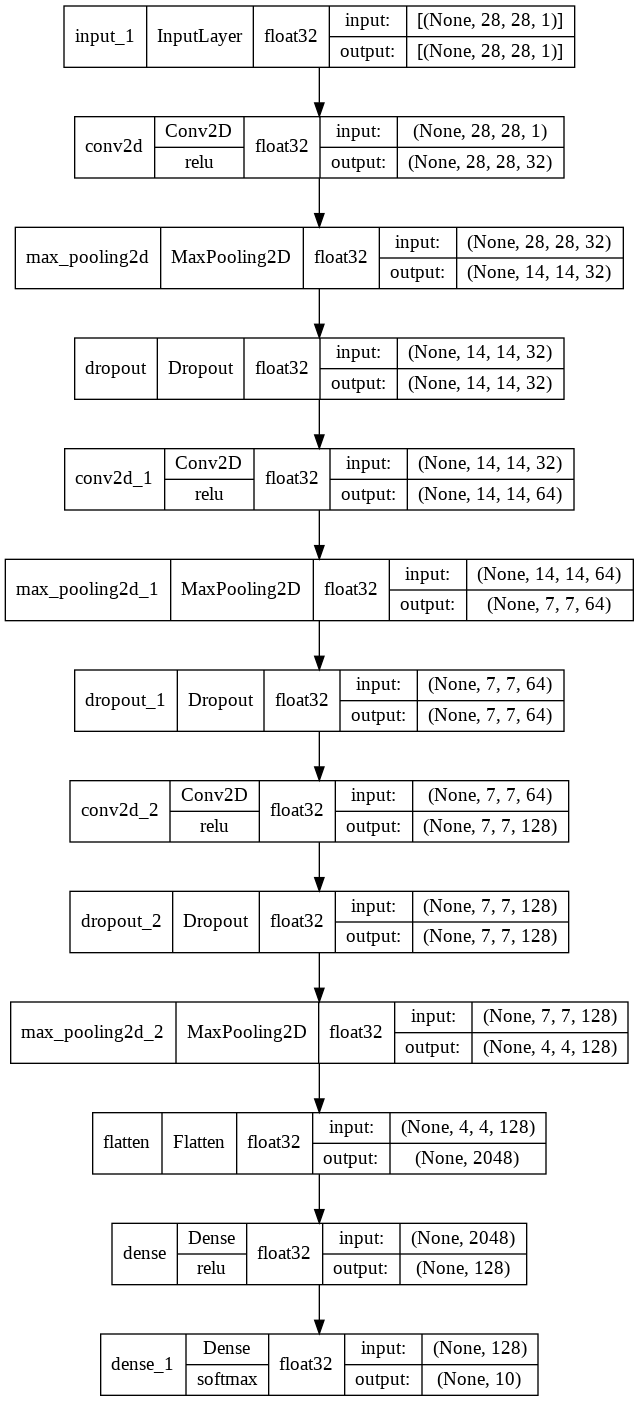 input_1 InputLayer float32 input: [(None, 28, 28, 1)]
output: [(None, 28, 28, 1)]
conv2d Conv2D relu float32 input: (None, 28, 28, 1)
output: (None, 28, 28, 32)
max_pooling2d MaxPooling2D float32 input: (None, 28, 28, 32)
output: (None, 14, 14, 32)
dropout Dropout float32 input: (None, 14, 14, 32)
output: (None, 14, 14, 32)
conv2d_1 Conv2D relu float32 input: (None, 14, 14, 32)
output: (None, 14, 14, 64)
max_pooling2d_1 MaxPooling2D float32 input: (None, 14, 14, 64)
output: (None, 7, 7, 64)
dropout_1 Dropout float32 input: (None, 7, 7, 64)
output: (None, 7, 7, 64)
conv2d_2 Conv2D relu float32 input: (None, 7, 7, 64)
output: (None, 7, 7, 128)
dropout_2 Dropout float32 input: (None, 7, 7, 128)
output: (None, 7, 7, 128)
max_pooling2d_2 MaxPooling2D float32 input: (None, 7, 7, 128)
output: (None, 4, 4, 128)
flatten Flatten float32 input: (None, 4, 4, 128)
output: (None, 2048)
dense Dense relu float32 input: (None, 2048)
output: (None, 128)
dense_1 Dense softmax float32 input: (None, 128)
output: (None, 10)